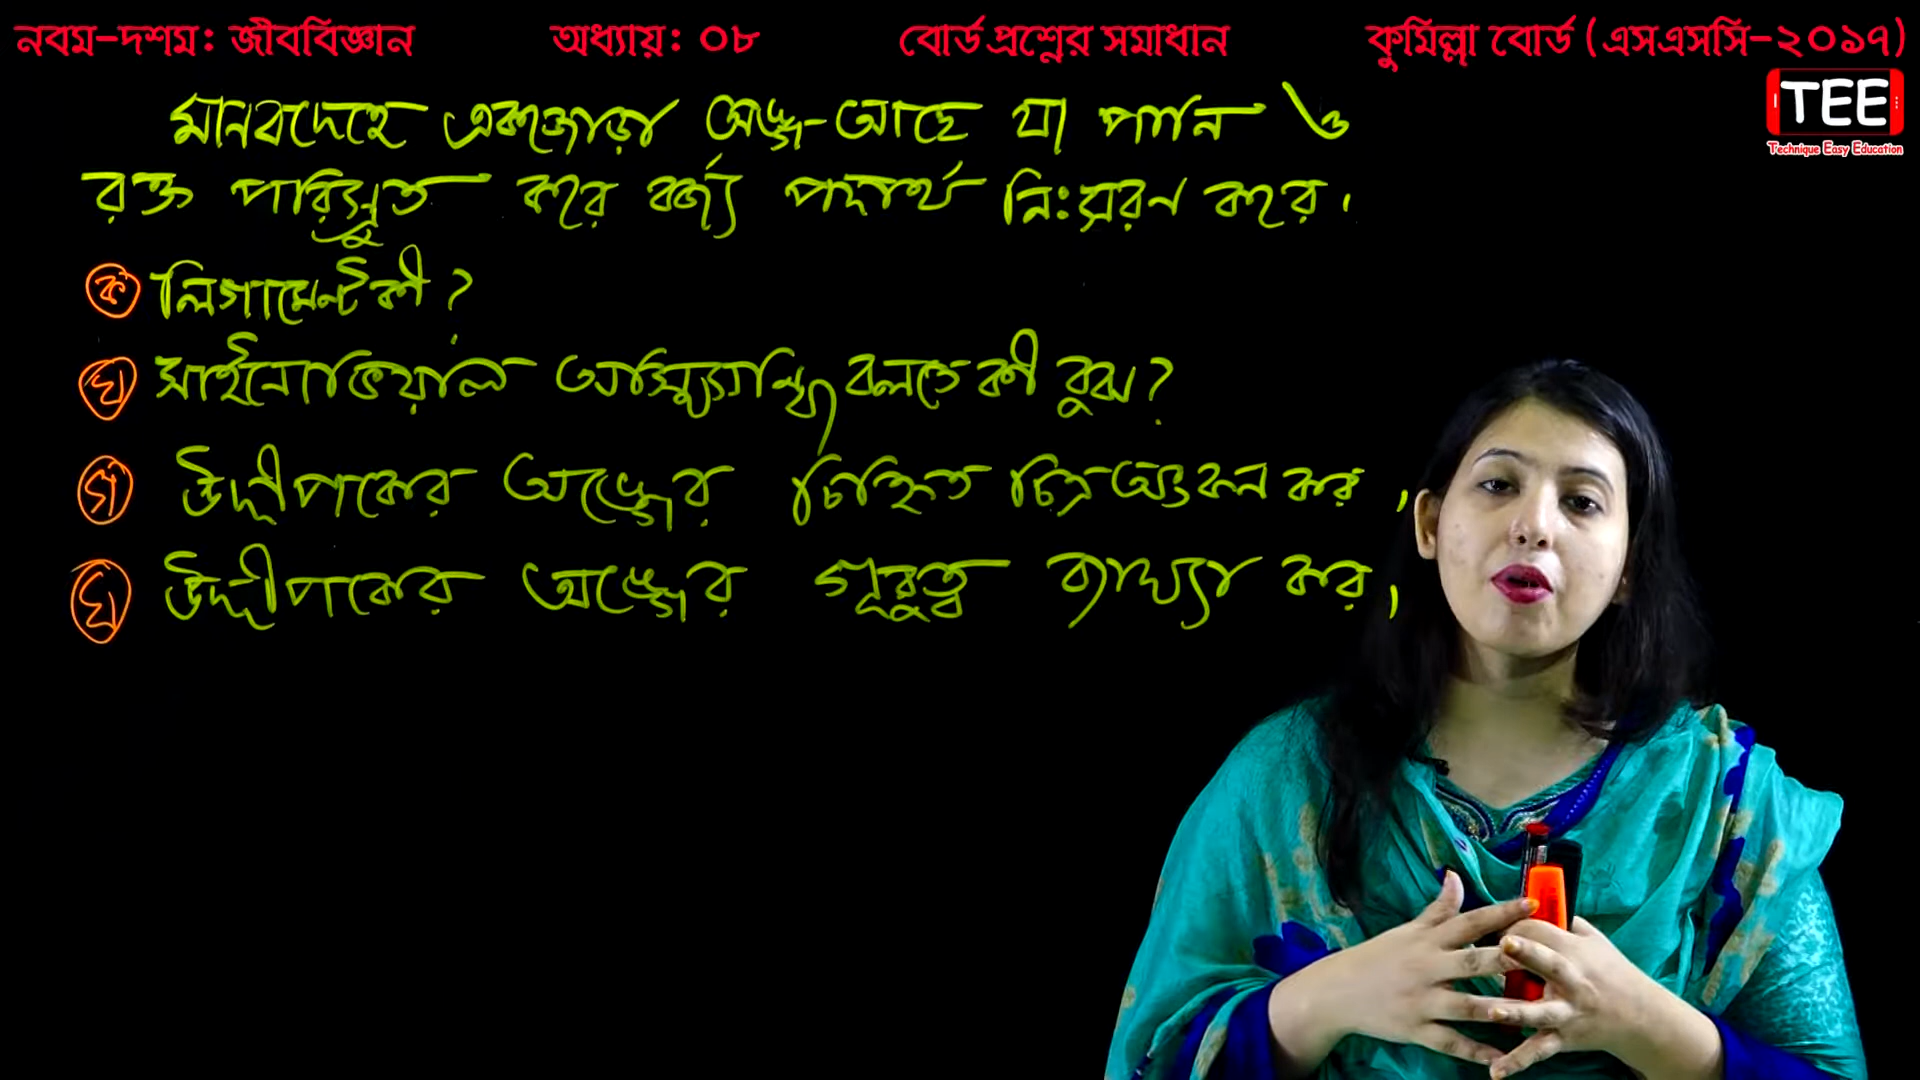 নবম-দশম: জীববিজ্ঞান অধ্যায়: ০৮ বোর্ড প্রশ্নের সমাধান কুমিল্লা বোর্ড (এসএসসি-২০১৭)
TEE
Technique Easy Education
মানবদেহে একজোড়া অঙ্গ-আছে যা পানি ও
রক্ত পরিস্রুত করে বর্জ্য পদার্থ নিঃসরণ করে।
ক লিগামেন্ট কী?
খ সাইনোভিয়াল অস্থিসন্ধি বলতে কী বুঝ?
গ উদ্দীপকের অঙ্গের চিহ্নিত চিত্র অংকন কর।
ঘ উদ্দীপকের অঙ্গের গুরুত্ব ব্যাখ্যা কর।